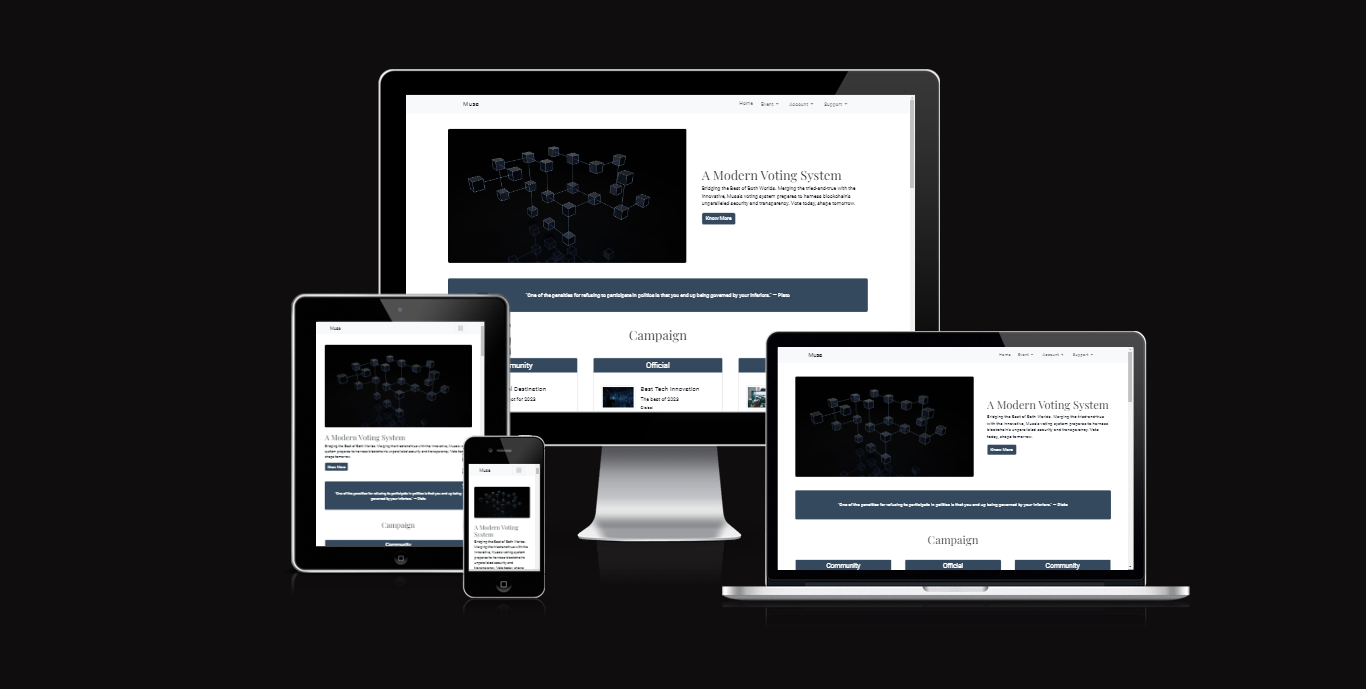 Muse
Home Event Account Support
A Modern Voting System
Bridging the Best of Both Worlds. Merging the tried-and-true with the
innovative, Muse's voting system prepares to harness blockchain's
unparalleled security and transparency. Vote today, shape tomorrow.
Know More
"One of the penalties for refusing to participate in politics is that you end up being governed by your inferiors." — Plato
Campaign
munity
Official
l Destination
ot for 2023
Best Tech Innovation
The best of 2023
Global
Muse
A Modern Voting System
Bridging the Best of Both Worlds. Merging the tried-and-true
with the innovative, Muse's voting
system prepares to harness blockchain's unparalleled security and transparency. Vote today,
shape tomorrow.
Know More
"One of the penalties for refusing to participate in politics is that you end up being
governed by your inferiors." — Plato
Campaign
Community
Muse
A Modern Voting
System
Bridging the Best of Both Worlds.
Merging the tried-and-true with the
innovative, Muse's voting system
prepares to harness blockchain's
unparalleled security and
transparency. Vote today, shape
Muse
Home Event Account Support
A Modern Voting System
Bridging the Best of Both Worlds. Merging the tried-and-true
with the innovative, Muse's voting system prepares to harness
blockchain's unparalleled security and transparency. Vote
today, shape tomorrow.
Know More
"One of the penalties for refusing to participate in politics is that you end up being governed by your inferiors." — Plato
Campaign
Community
Official
Community